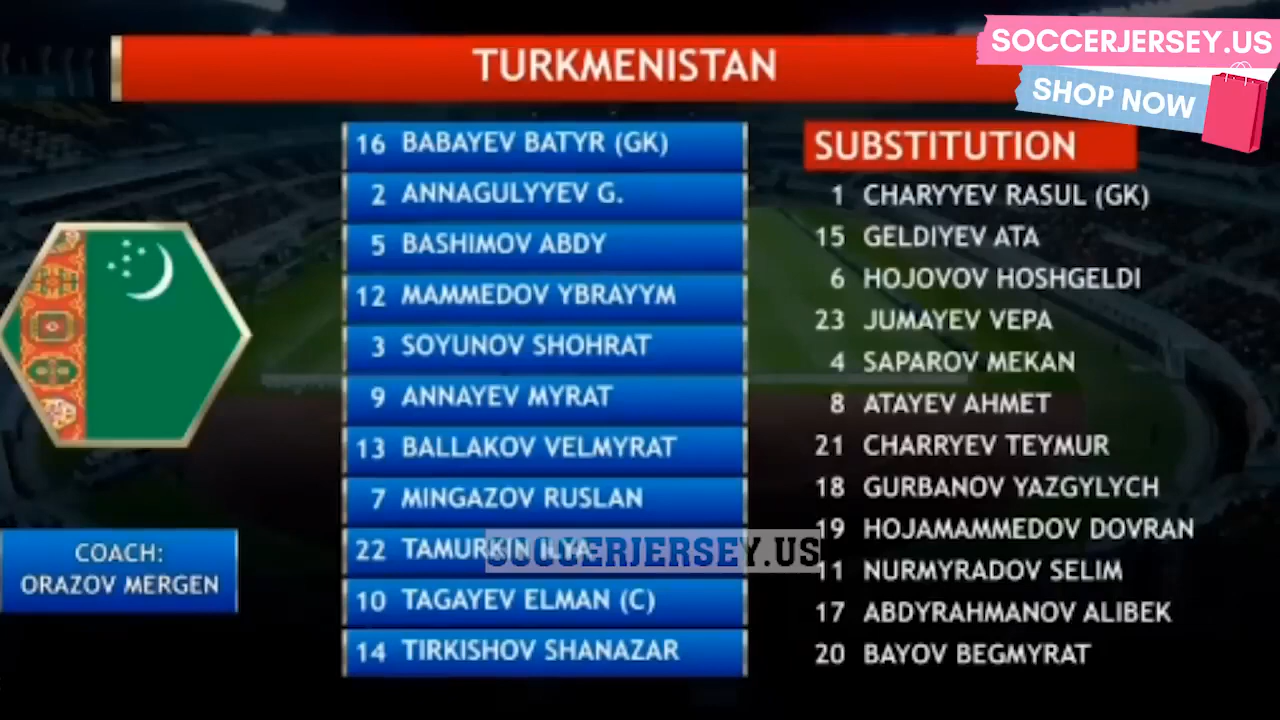 SOCCERJERSEY.US
SHOP NOW
TURKMENISTAN
16 BABAYEV BATYR (GK)
2 ANNAGULYYEV G.
5 BASHIMOV ABDY
12 MAMMEDOV YBRAYYM
3 SOYUNOV SHOHRAT
9 ANNAYEV MYRAT
13 BALLAKOV VELMYRAT
7 MINGAZOV RUSLAN
22 TAMURKIN ILYA
SOCCERJERSEY.US
10 TAGAYEV ELMAN (C)
14 TIRKISHOV SHANAZAR
SUBSTITUTION
1 CHARYYEV RASUL (GK)
15 GELDIYEV ATA
6 HOJOVOV HOSHGELDI
23 JUMAYEV VEPA
4 SAPAROV MEKAN
8 ATAYEV AHMET
21 CHARRYEV TEYMUR
18 GURBANOV YAZGYLYCH
19 HOJAMAMMEDOV DOVRAN
11 NURMYRADOV SELIM
17 ABDYRAHMANOV ALIBEK
20 BAYOV BEGMYRAT
COACH:
ORAZOV MERGEN